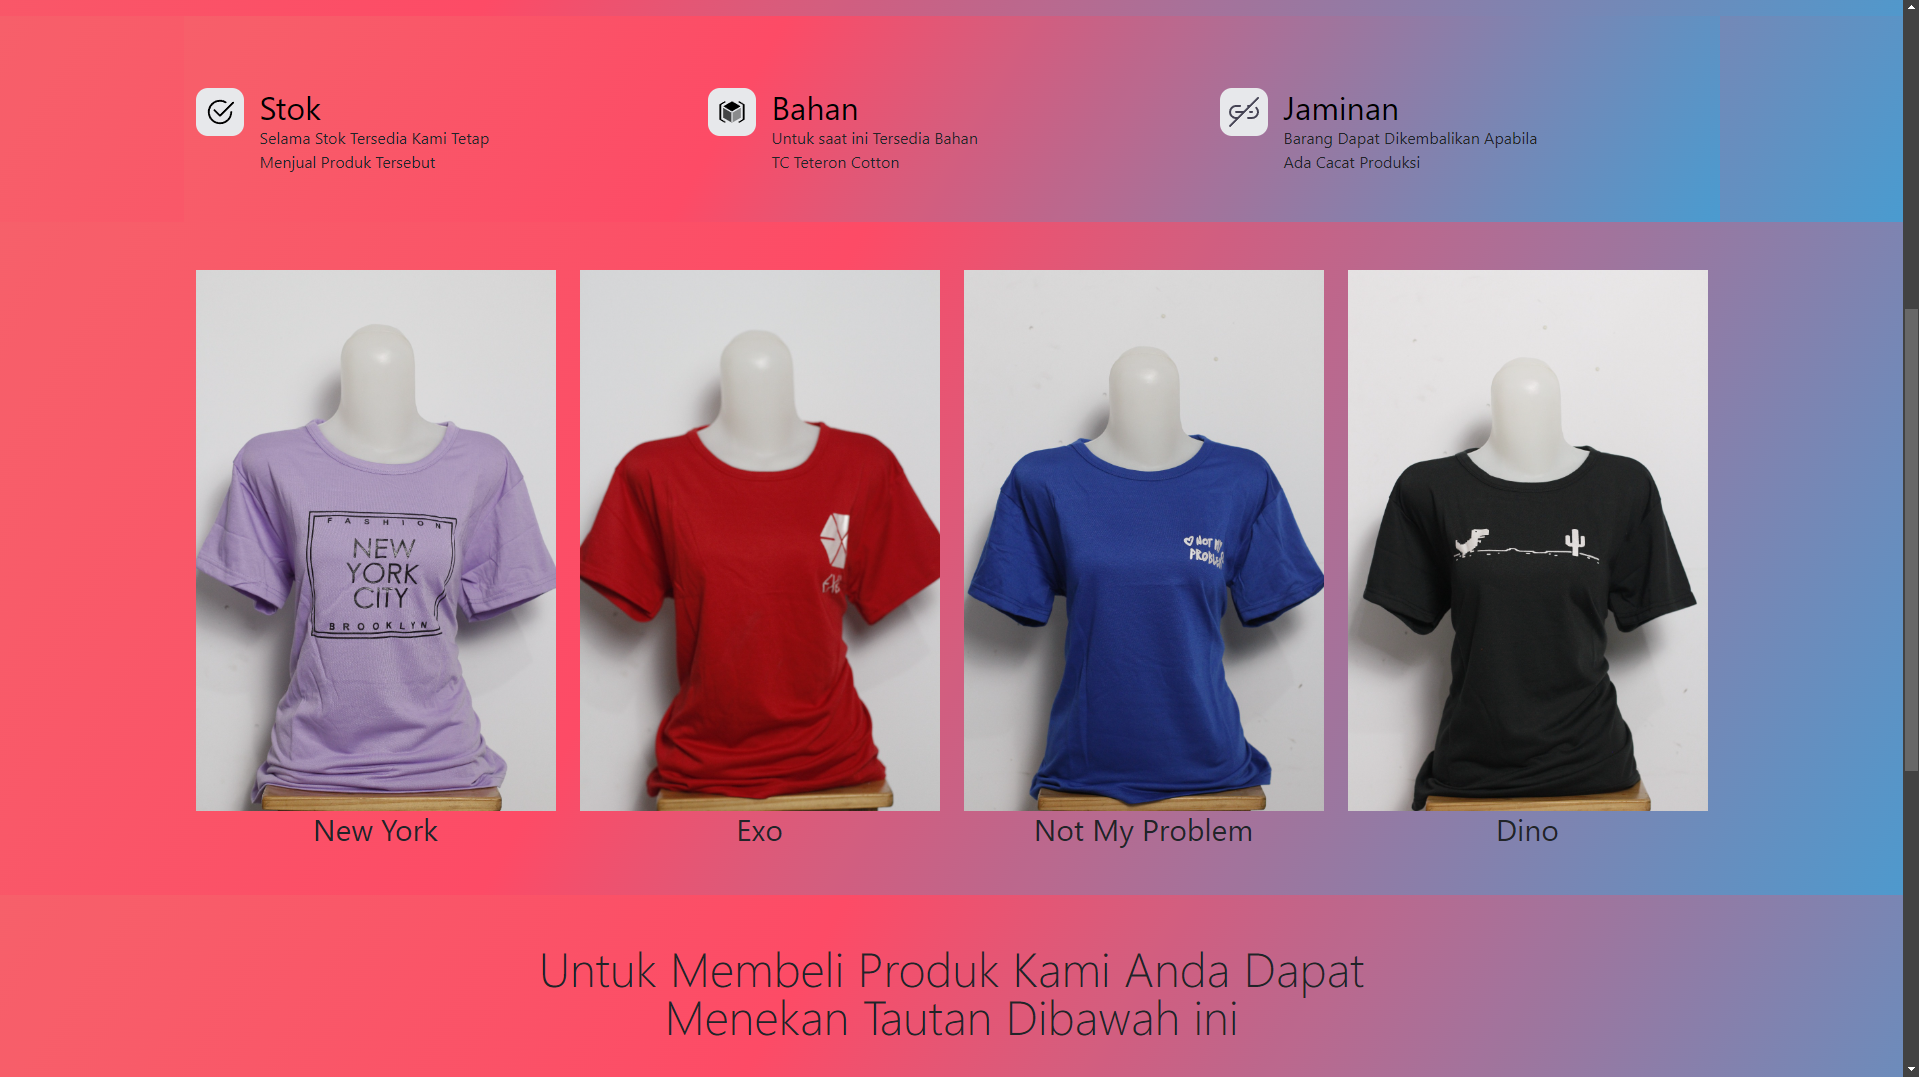 Stok
Selama Stok Tersedia Kami Tetap
Menjual Produk Tersebut
Bahan
Untuk saat ini Tersedia Bahan
TC Teteron Cotton
Jaminan
Barang Dapat Dikembalikan Apabila
Ada Cacat Produksi
FASHION
NEW
YORK
CITY
BROOKLYN
NOT MY
New York
Exo
Not My Problem
Dino
Untuk Membeli Produk Kami Anda Dapat
Menekan Tautan Dibawah ini